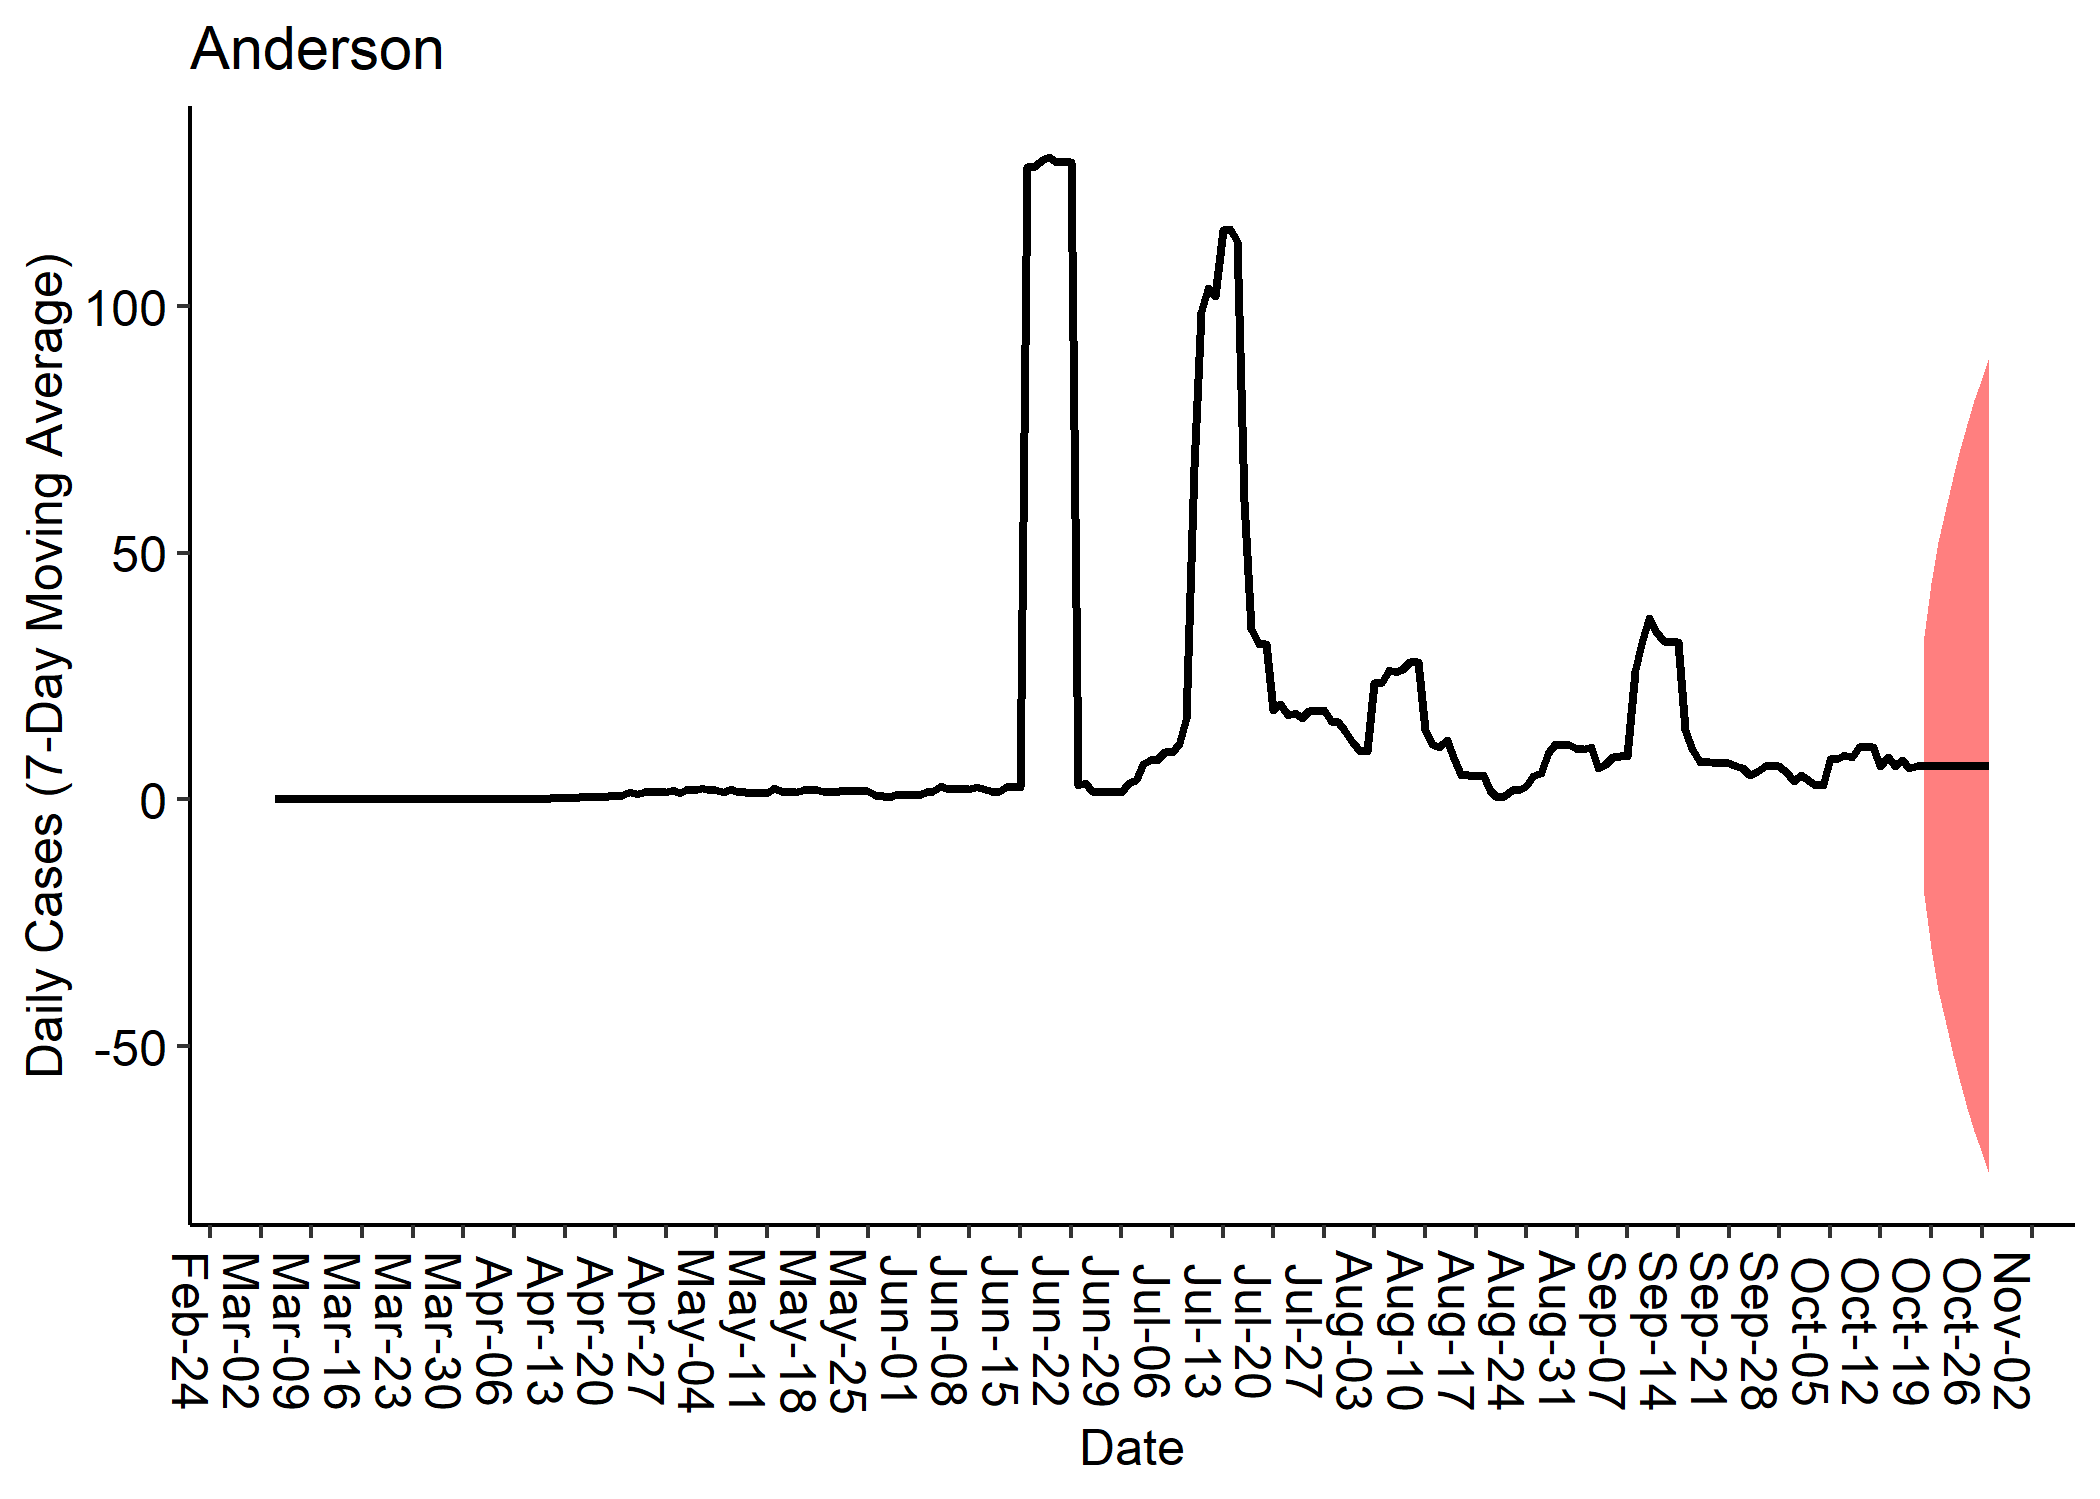 Anderson
Daily Cases (7-Day Moving Average)
100
50
0
-50
Feb-24
Mar-02
Mar-09
Mar-16
Mar-23
Mar-30
Apr-06
Apr-13
Apr-20
Apr-27
May-04
May-11
May-18
May-25
Jun-01
Jun-08
Jun-15
Jun-22
Jun-29
Jul-06
Jul-13
Jul-20
Jul-27
Aug-03
Aug-10
Aug-17
Aug-24
Aug-31
Sep-07
Sep-14
Sep-21
Sep-28
Oct-05
Oct-12
Oct-19
Oct-26
Nov-02
Date